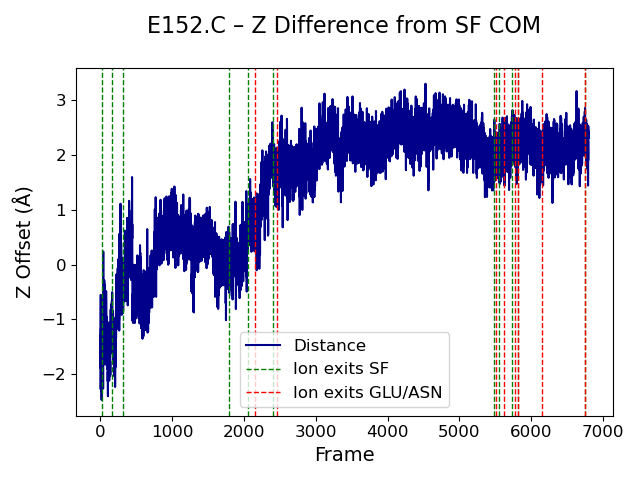 E152.C – Z Difference from SF COM
Z Offset (Å)
3
2
1
0
−1
−2
Distance
Ion exits SF
Ion exits GLU/ASN
0
1000
2000
3000
4000
5000
6000
7000
Frame